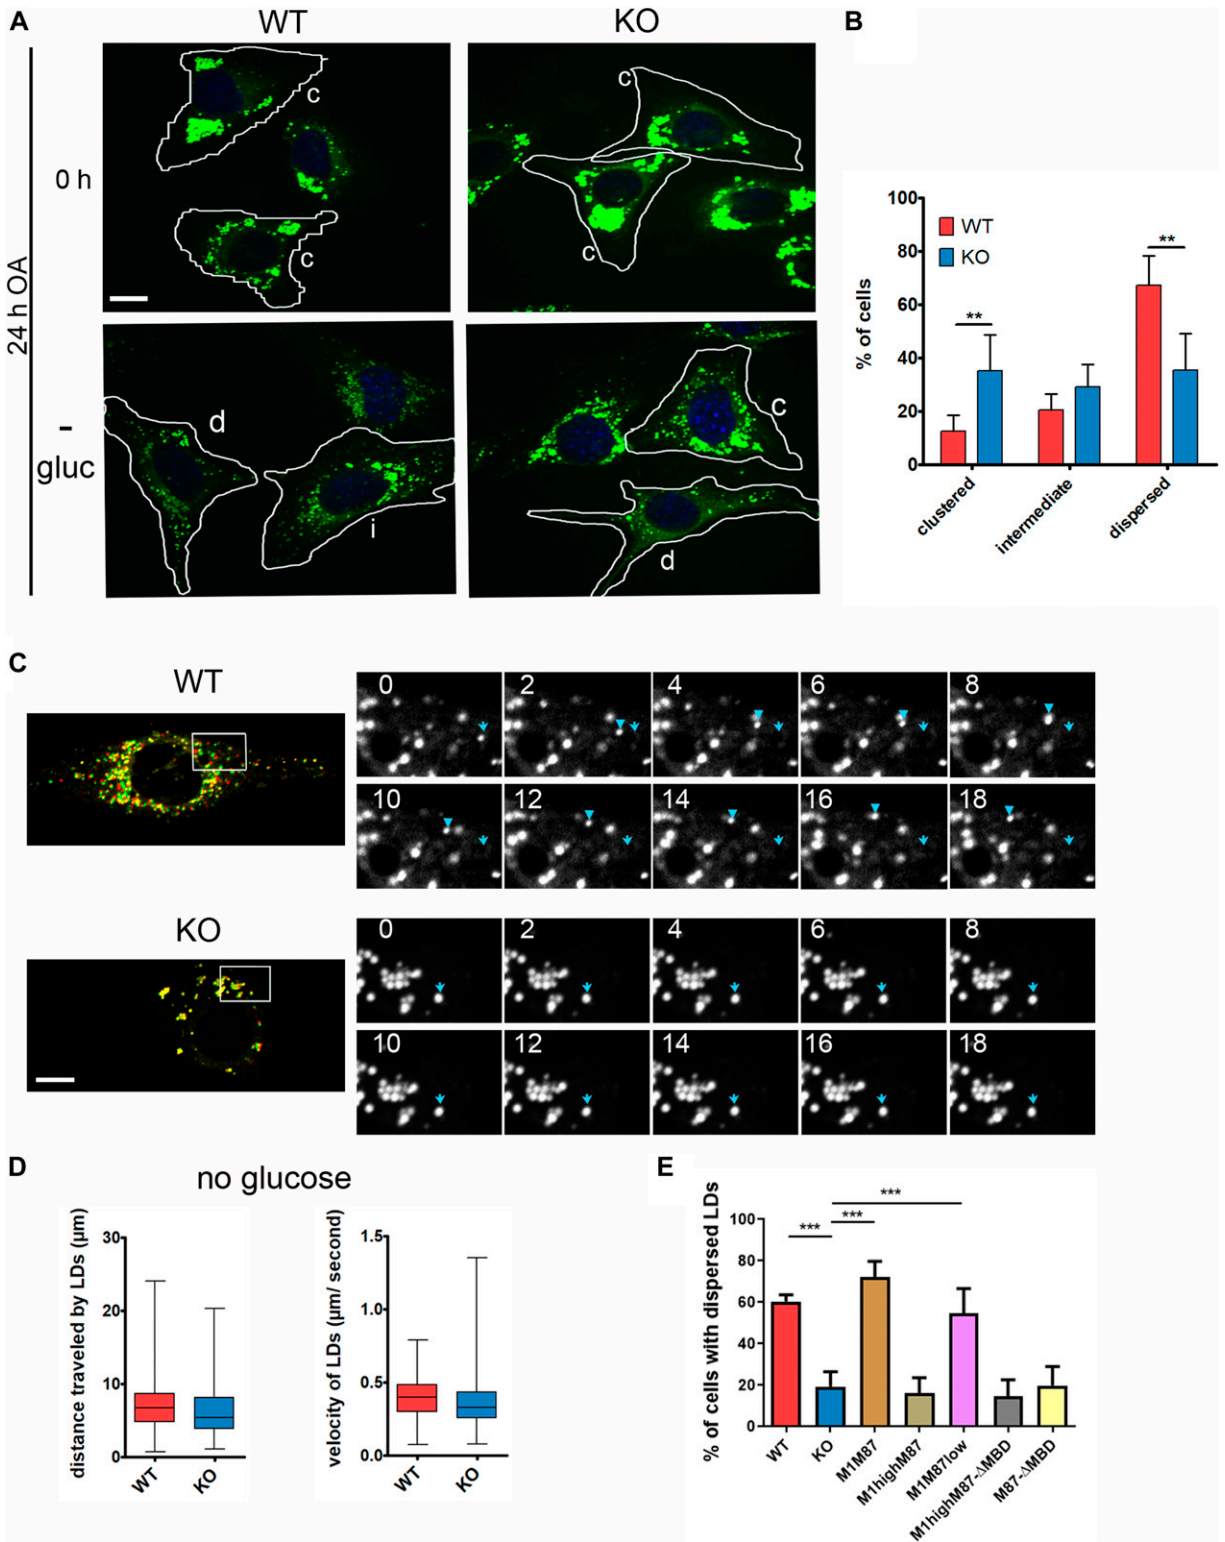 A
WT
KO
24 h OA
0 h
c
c
c
c
- gluc
d
i
c
d
B
100
80
60
40
20
0
% of cells
WT
KO
**
**
clustered
intermediate
dispersed
C
WT
0 2 4 6 8
10 12 14 16 18
KO
0 2 4 6 8
10 12 14 16 18
D
no glucose
distance traveled by LDs (µm)
30
20
10
0
WT
KO
velocity of LDs (µm/ second)
1.5
1.0
0.5
0.0
WT
KO
E
% of cells with dispersed LDs
100
80
60
40
20
0
***
***
***
WT
KO
M1M87
M1highM87
M1M87low
M1highM87-ΔMBD
M87-ΔMBD